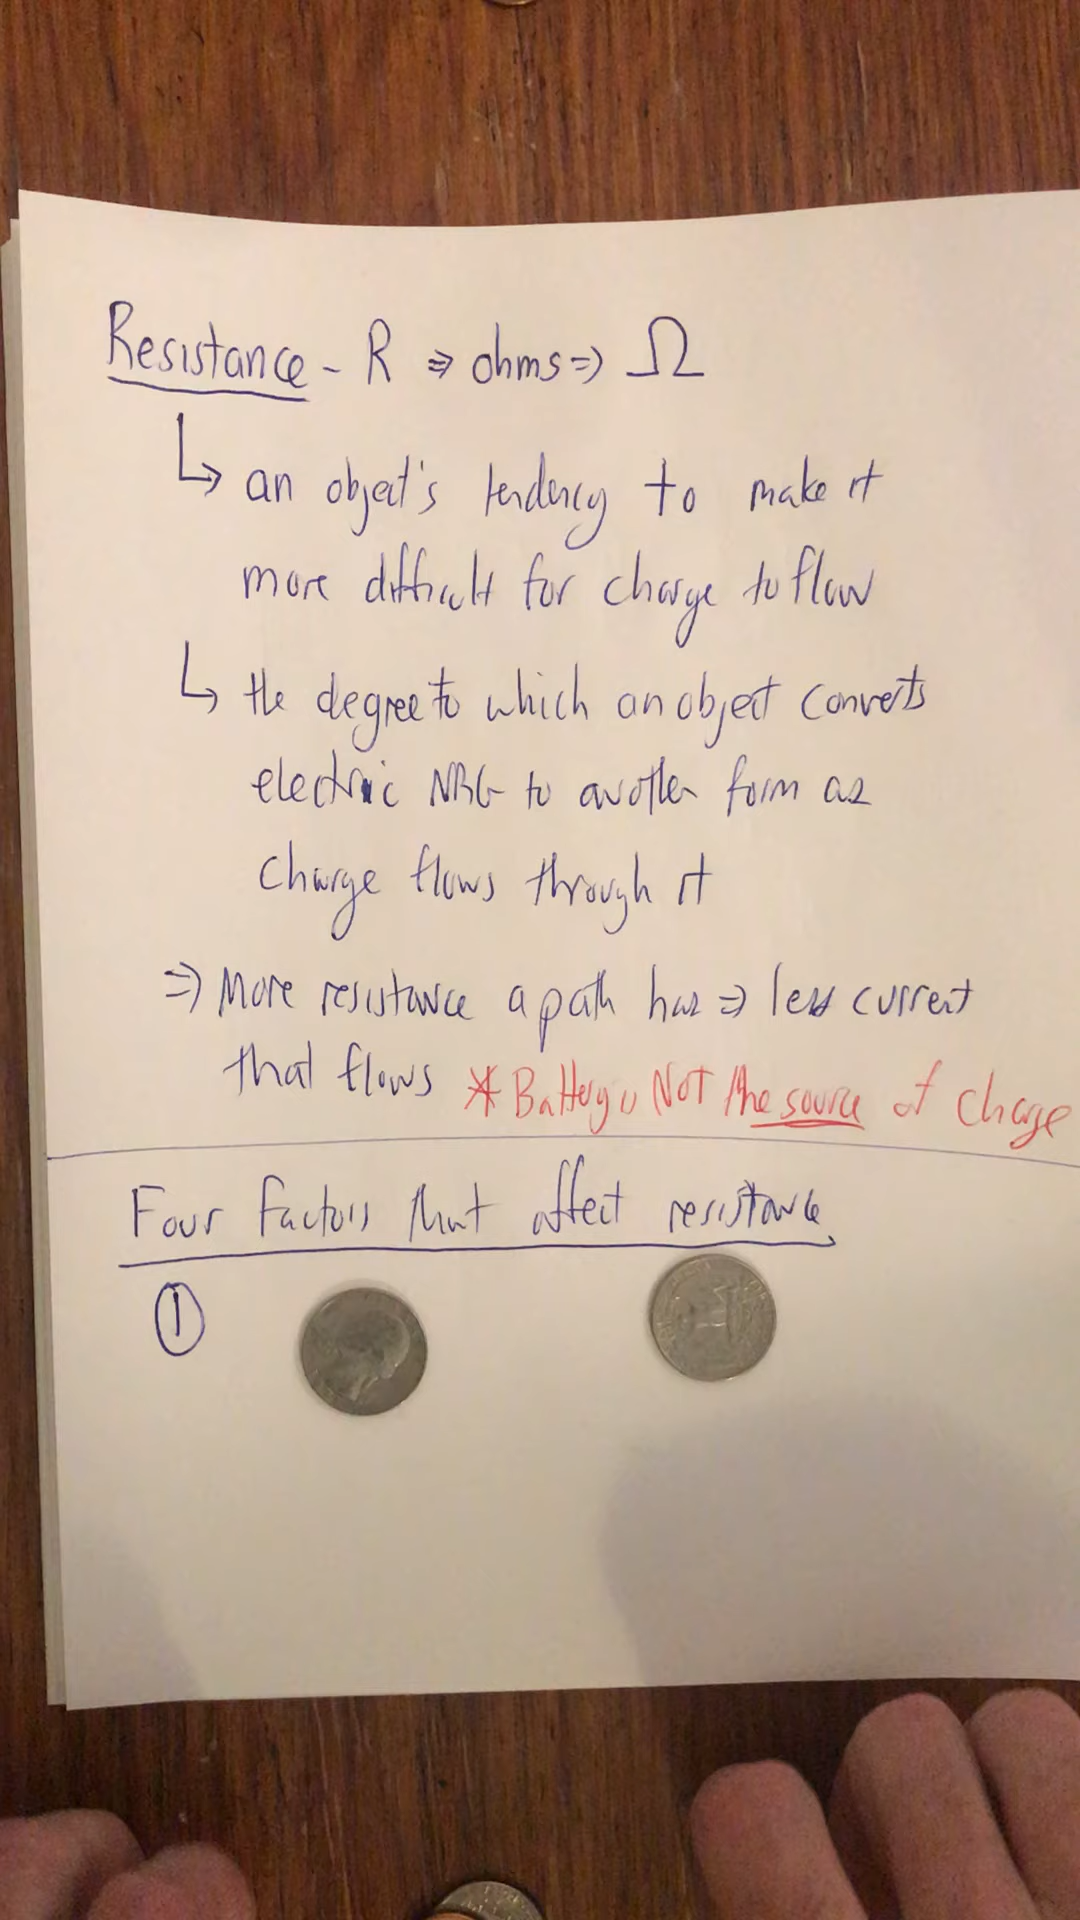 Resistance - R ⇒ ohms ⇒ Ω
↳ an object's tendency to make it
more difficult for charge to flow
↳ the degree to which an object converts
electric NRG to another form as
charge flows through it
⇒ More resistance a path has ⇒ less current
that flows * Battery is NOT the source of charge
Four factors that affect resistance
①